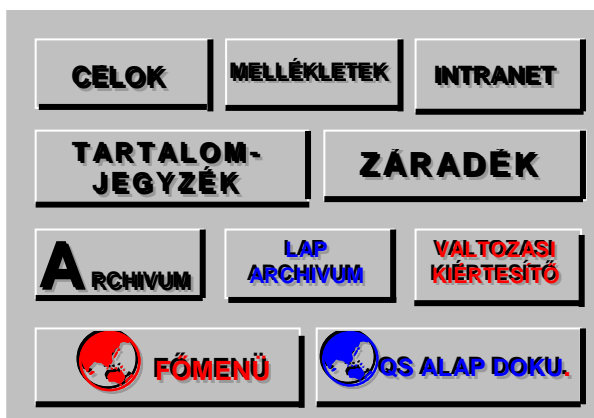 CELOK
MELLÉKLETEK
INTRANET
TARTALOM-
JEGYZÉK
ZÁRADÉK
ARCHIVUM
LAP
ARCHIVUM
VALTOZASI
KIÉRTESÍTŐ
FŐMENÜ
QS ALAP DOKU.